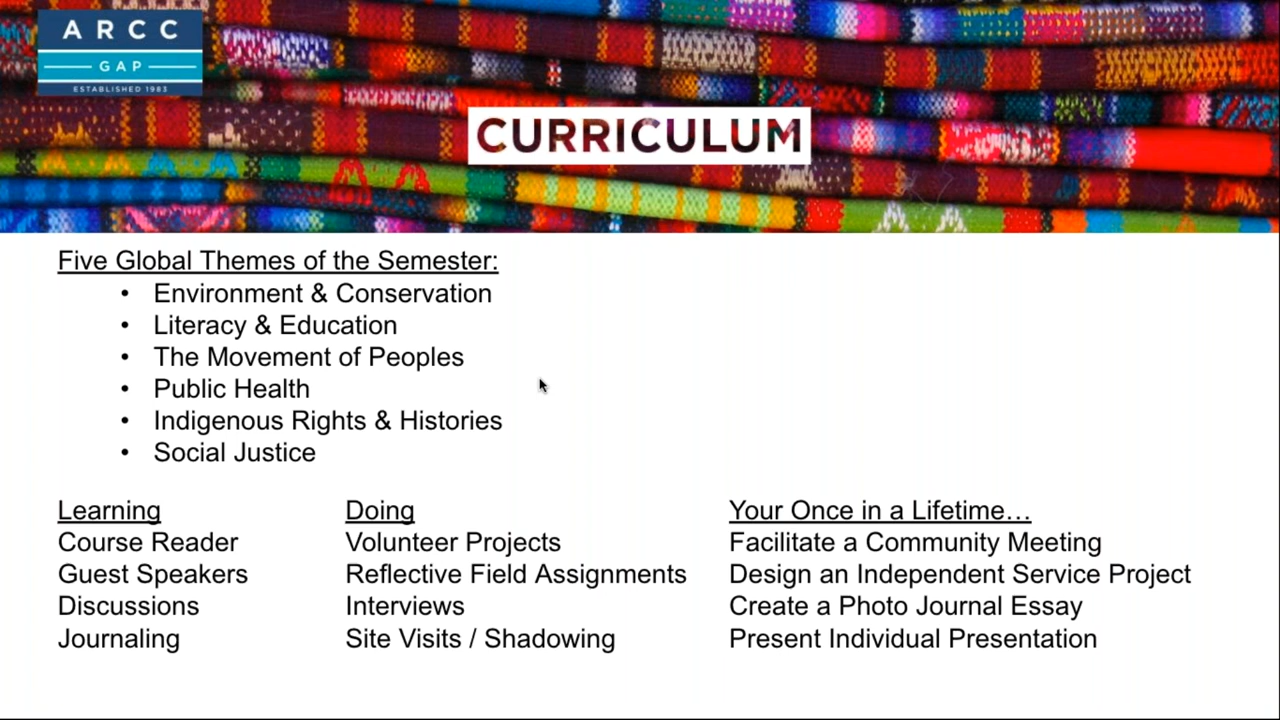 ARCC
GAP
ESTABLISHED 1983
CURRICULUM
Five Global Themes of the Semester:
• Environment & Conservation
• Literacy & Education
• The Movement of Peoples
• Public Health
• Indigenous Rights & Histories
• Social Justice
Learning
Course Reader
Guest Speakers
Discussions
Journaling
Doing
Volunteer Projects
Reflective Field Assignments
Interviews
Site Visits / Shadowing
Your Once in a Lifetime…
Facilitate a Community Meeting
Design an Independent Service Project
Create a Photo Journal Essay
Present Individual Presentation